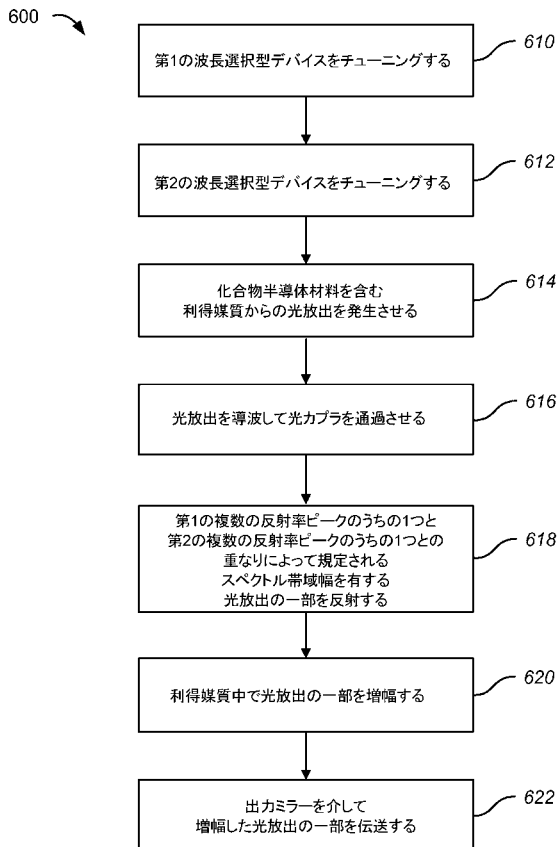 600
第1の波長選択型デバイスをチューニングする
610
第2の波長選択型デバイスをチューニングする
612
化合物半導体材料を含む
利得媒質からの光放出を発生させる
614
光放出を導波して光カプラを通過させる
616
第1の複数の反射率ピークのうちの1つと
第2の複数の反射率ピークのうちの1つとの
重なりによって規定される
スペクトル帯域幅を有する
光放出の一部を反射する
618
利得媒質中で光放出の一部を増幅する
620
出力ミラーを介して
増幅した光放出の一部を伝送する
622